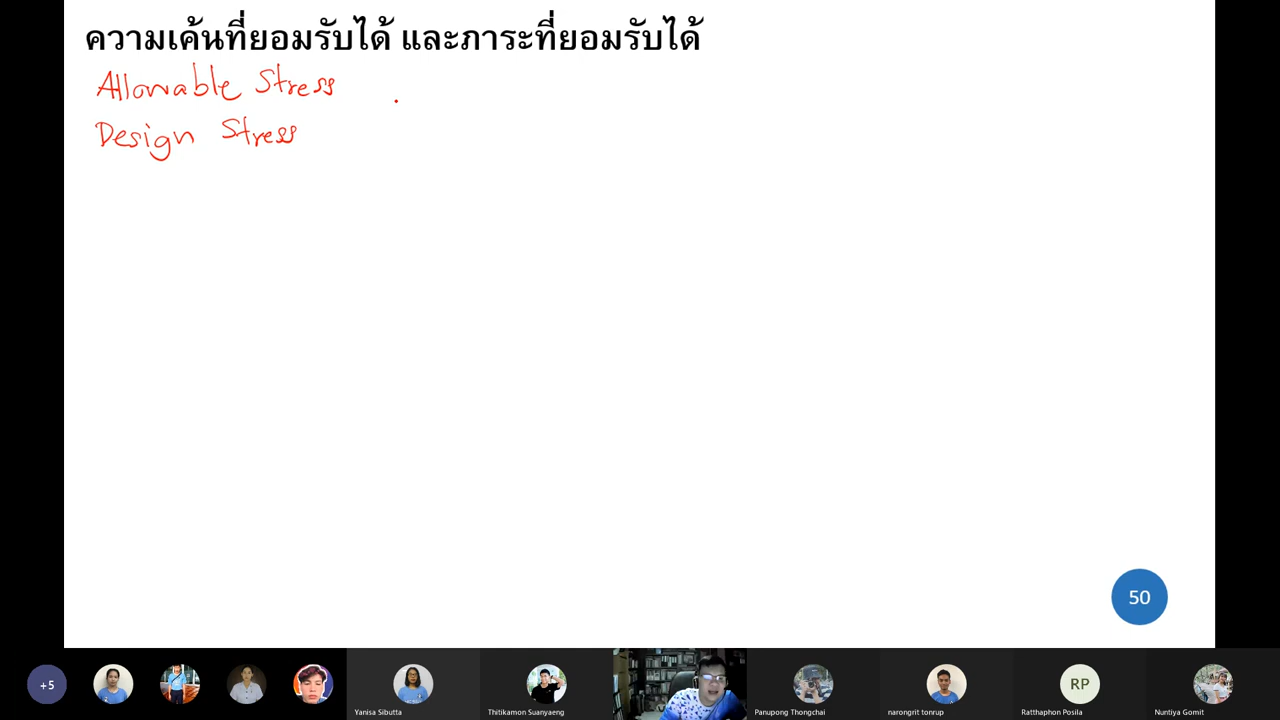 ความเค้นที่ยอมรับได้ และภาระที่ยอมรับได้
Allowable Stress
Design Stress
50
+5
Yanisa Sibutta
Thitikamon Suanyaeng
Panupong Thongchai
narongrit tonrup
RP
Ratthaphon Posila
Nuntiya Gomit